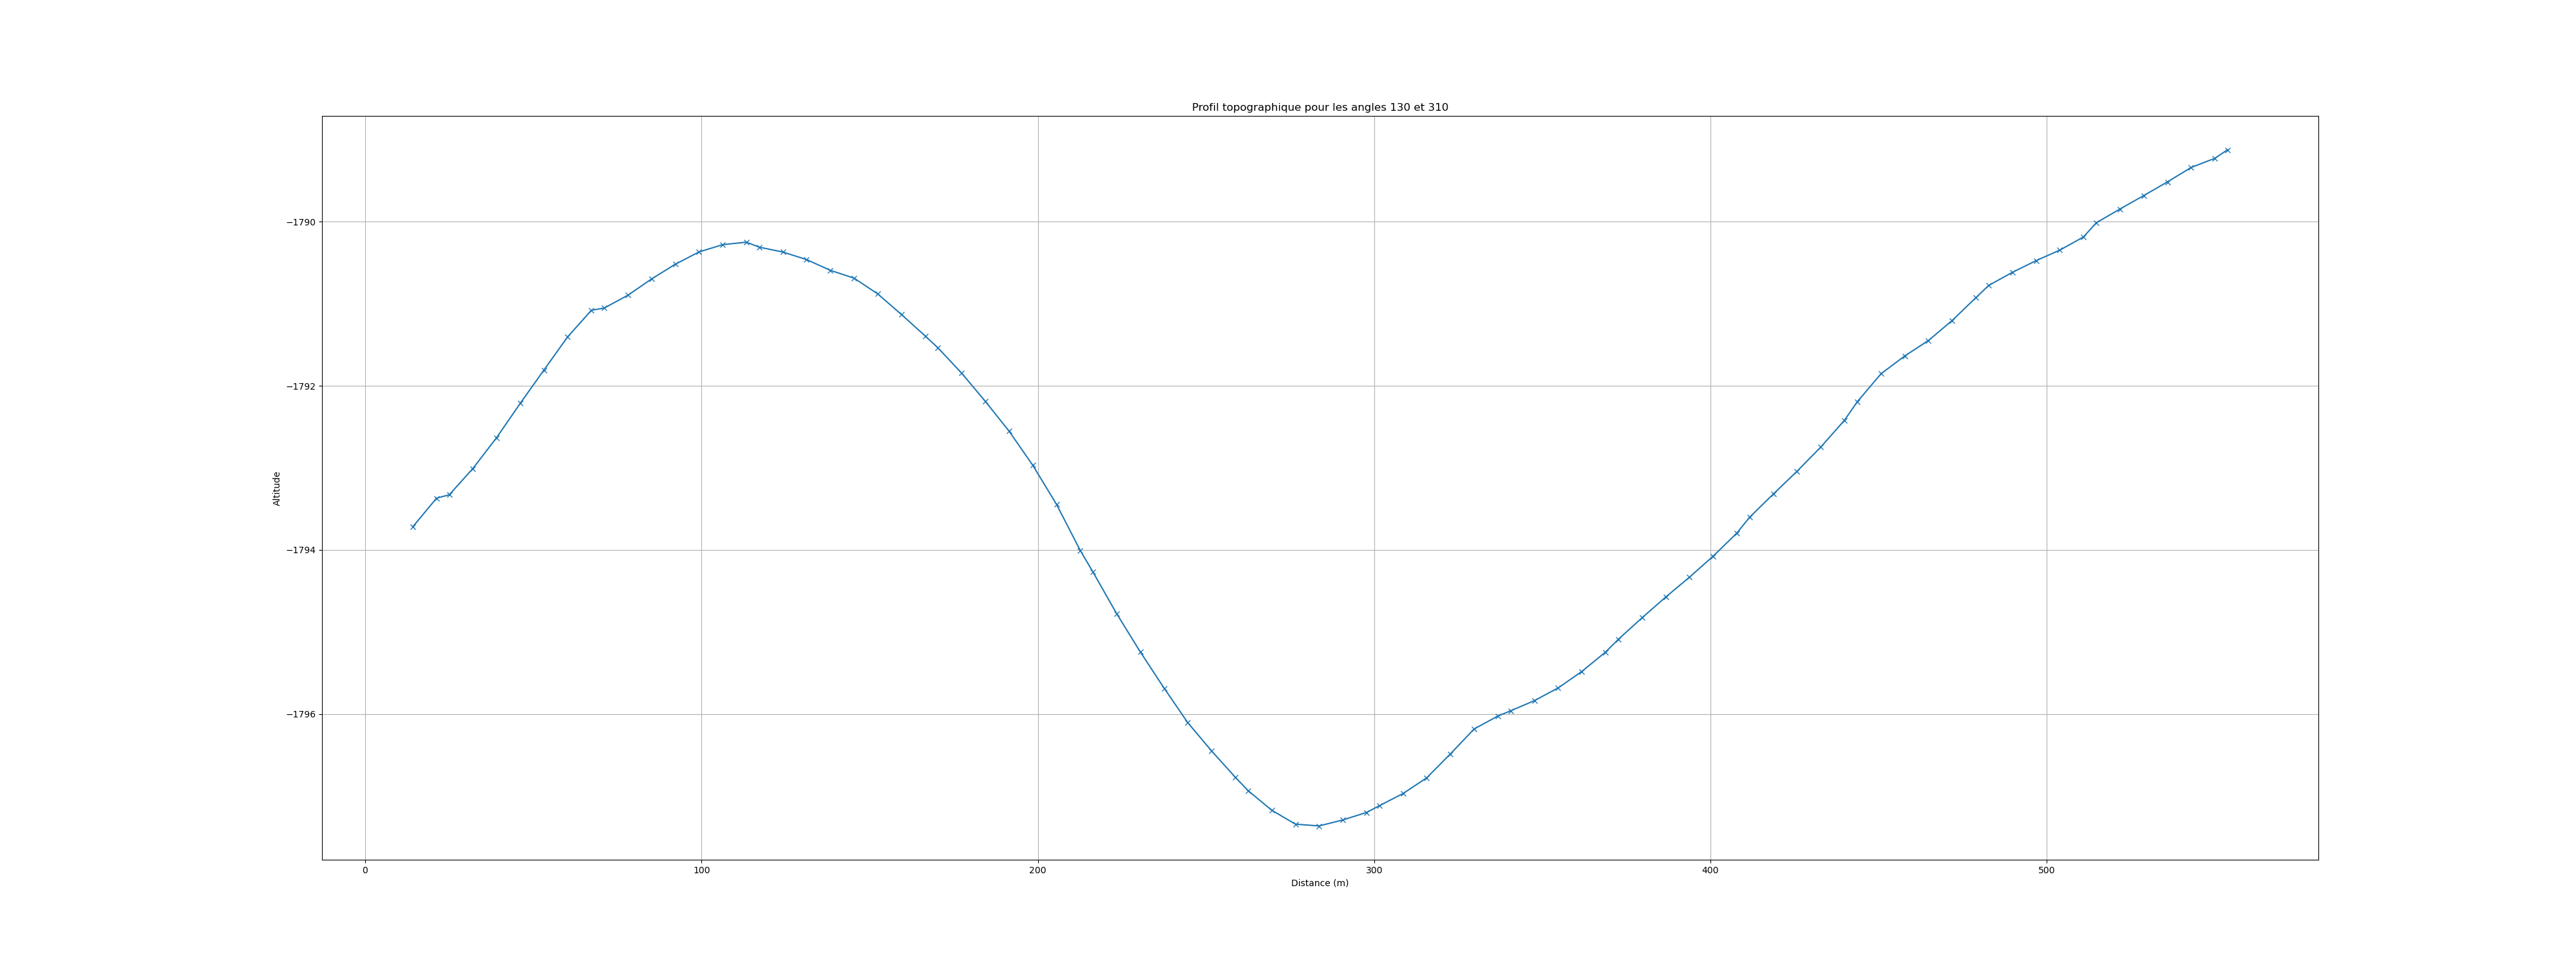 Profil topographique pour les angles 130 et 310
−1790
−1792
Altitude
−1794
−1796
0 100 200 300 400 500
Distance (m)